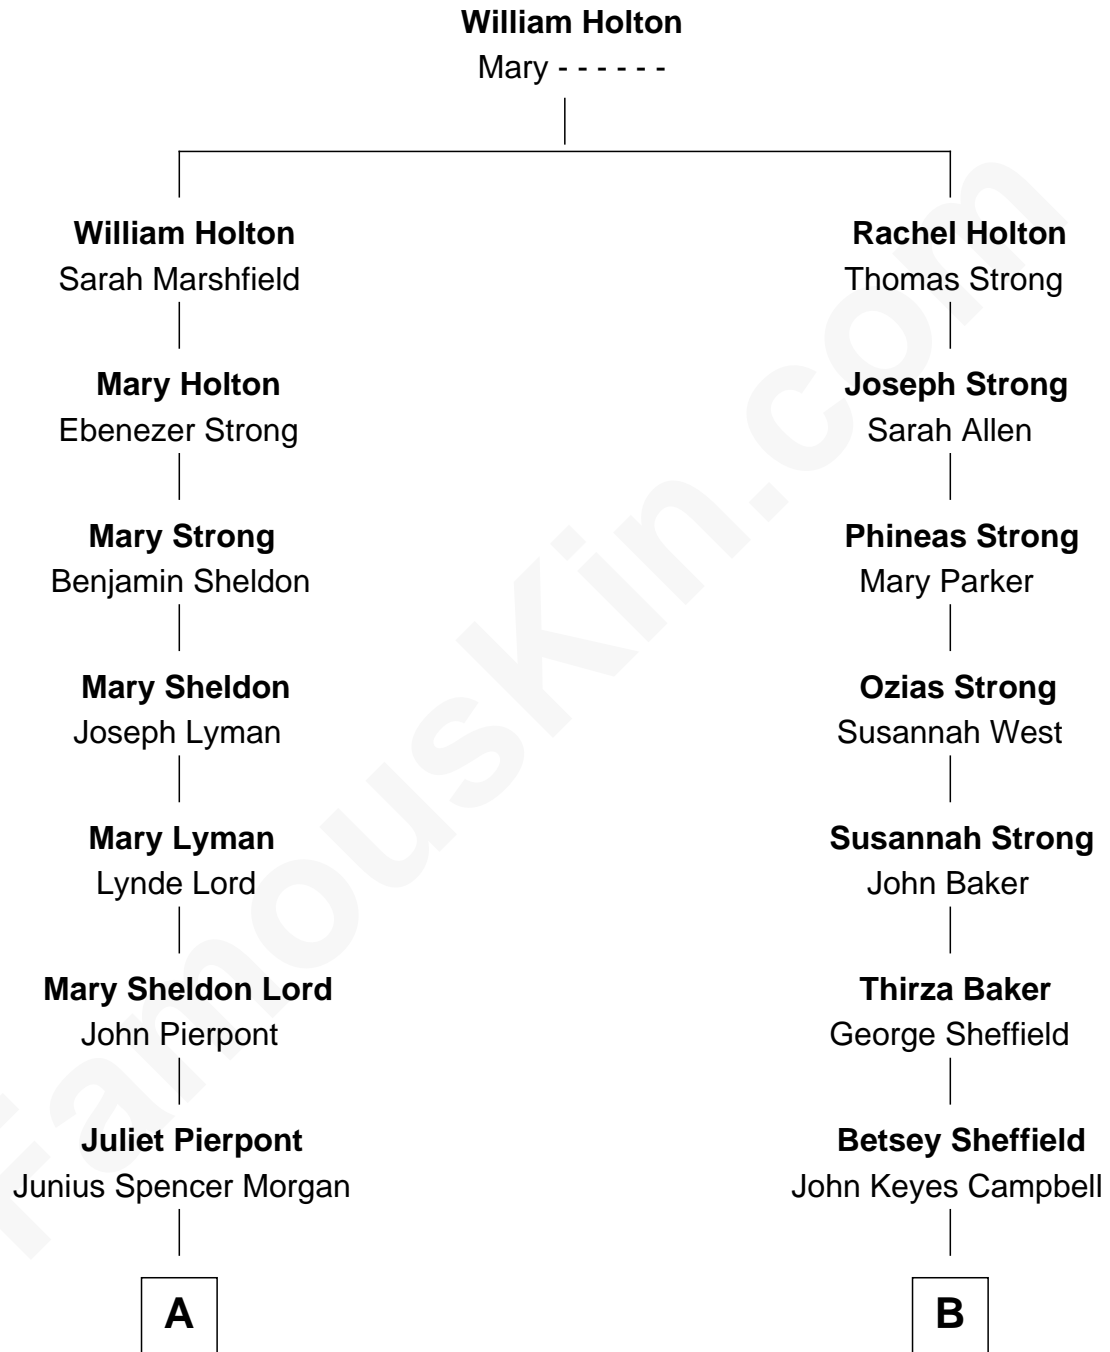 William Holton
Mary - - - - - -
William Holton
Sarah Marshfield
Rachel Holton
Thomas Strong
Mary Holton
Ebenezer Strong
Joseph Strong
Sarah Allen
Mary Strong
Benjamin Sheldon
Phineas Strong
Mary Parker
Mary Sheldon
Joseph Lyman
Ozias Strong
Susannah West
Mary Lyman
Lynde Lord
Susannah Strong
John Baker
Mary Sheldon Lord
John Pierpont
Thirza Baker
George Sheffield
Juliet Pierpont
Junius Spencer Morgan
Betsey Sheffield
John Keyes Campbell
A
B
FamousKin.com